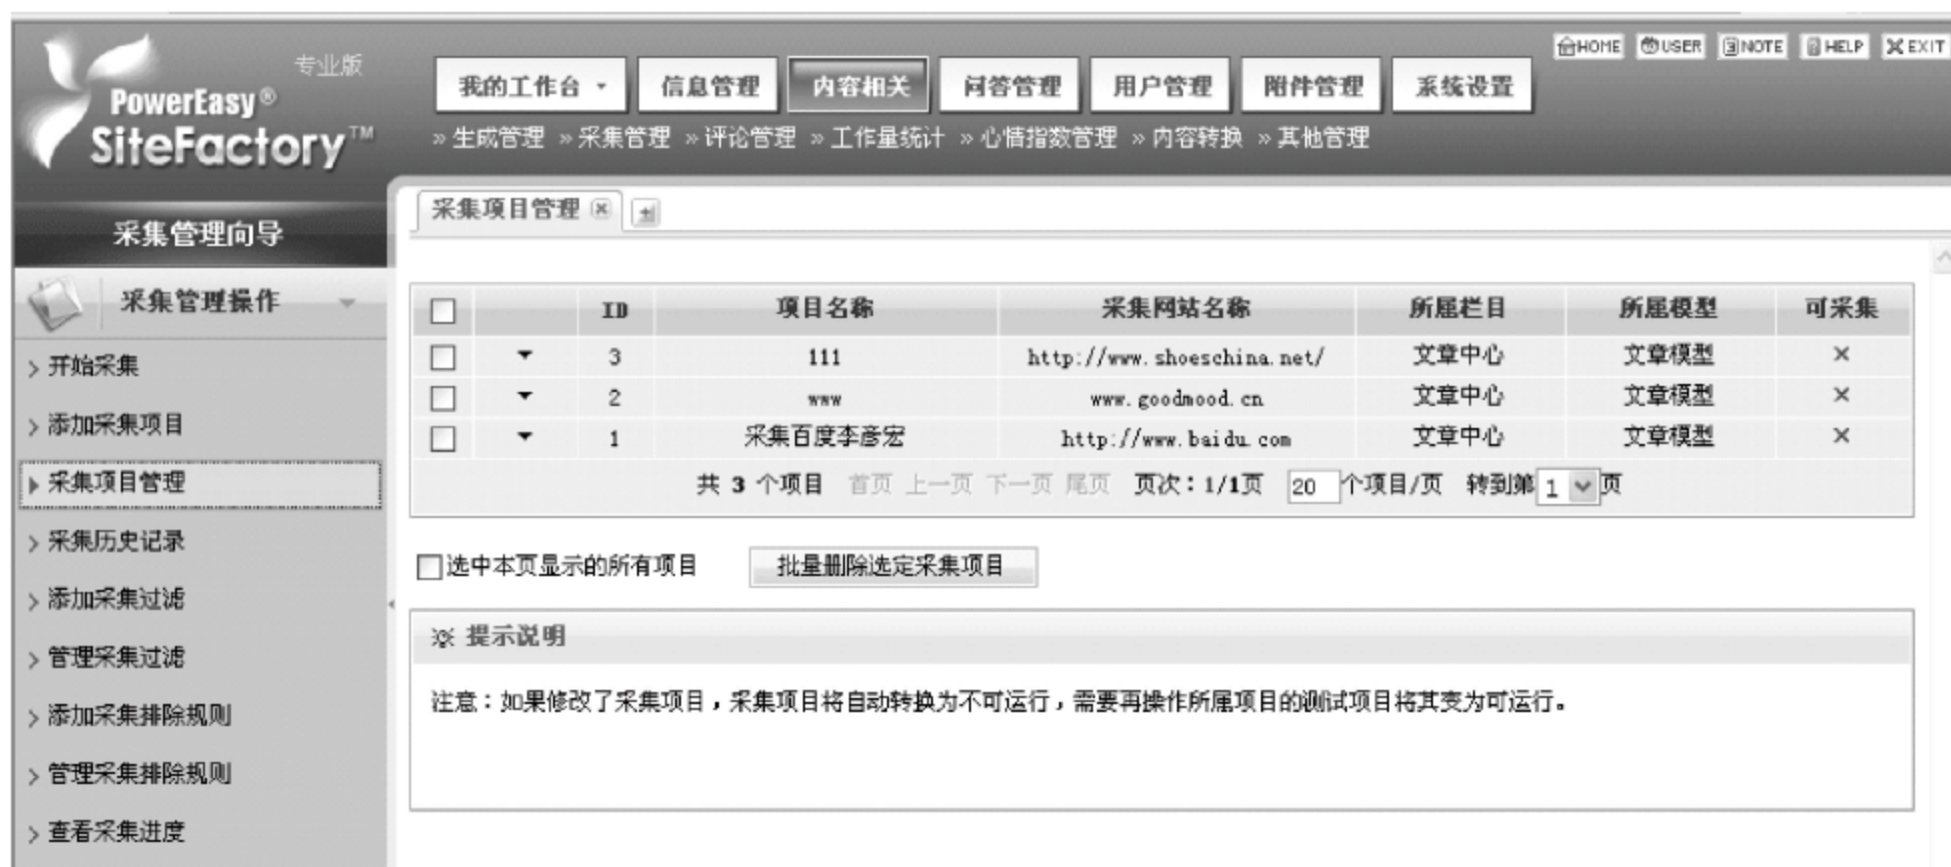 HOME USER NOTE HELP EXIT
专业版
PowerEasy®
SiteFactory™
我的工作台 信息管理 内容相关 问答管理 用户管理 附件管理 系统设置
» 生成管理 » 采集管理 » 评论管理 » 工作量统计 » 心情指数管理 » 内容转换 » 其他管理
采集管理向导
采集管理操作
> 开始采集
> 添加采集项目
采集项目管理
> 采集历史记录
> 添加采集过滤
> 管理采集过滤
> 添加采集排除规则
> 管理采集排除规则
> 查看采集进度
采集项目管理
ID 项目名称 采集网站名称 所属栏目 所属模型 可采集
3 111 http://www.shoeschina.net/ 文章中心 文章模型 ×
2 www www.goodmood.cn 文章中心 文章模型 ×
1 采集百度李彦宏 http://www.baidu.com 文章中心 文章模型 ×
共 3 个项目 首页 上一页 下一页 尾页 页次：1/1页 20 个项目/页 转到第 1 页
选中本页显示的所有项目 批量删除选定采集项目
提示说明
注意：如果修改了采集项目，采集项目将自动转换为不可运行，需要再操作所属项目的测试项目将其变为可运行。